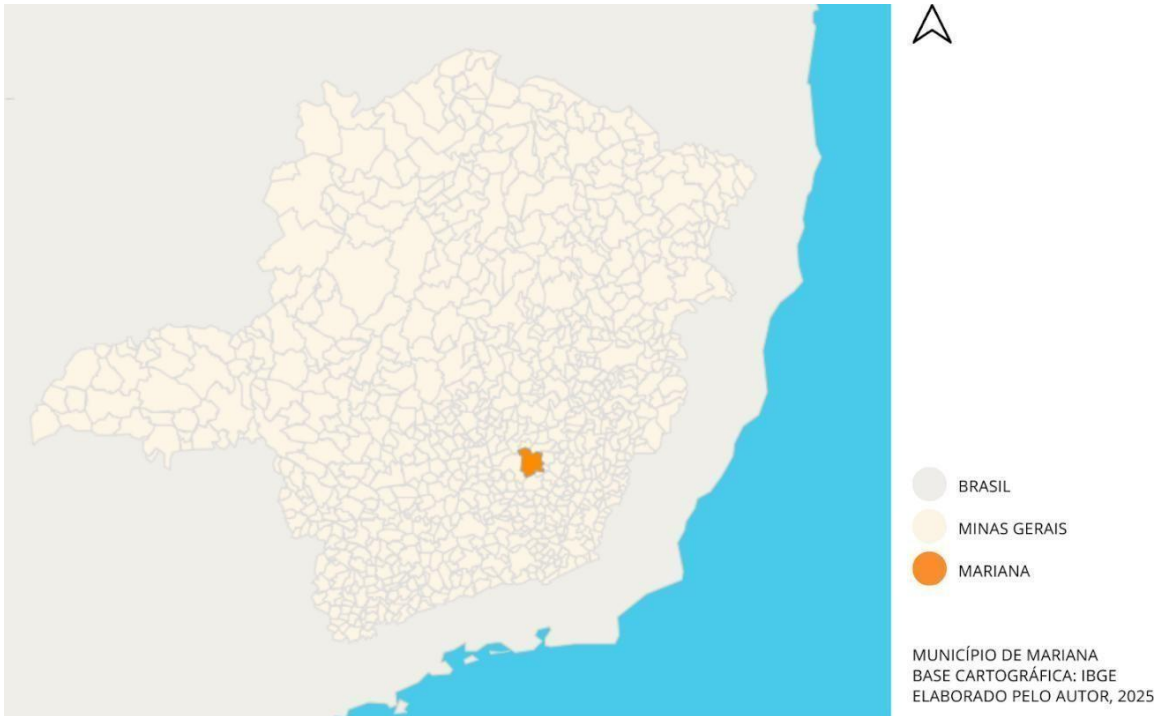 BRASIL
MINAS GERAIS
MARIANA
MUNICÍPIO DE MARIANA
BASE CARTOGRÁFICA: IBGE
ELABORADO PELO AUTOR, 2025